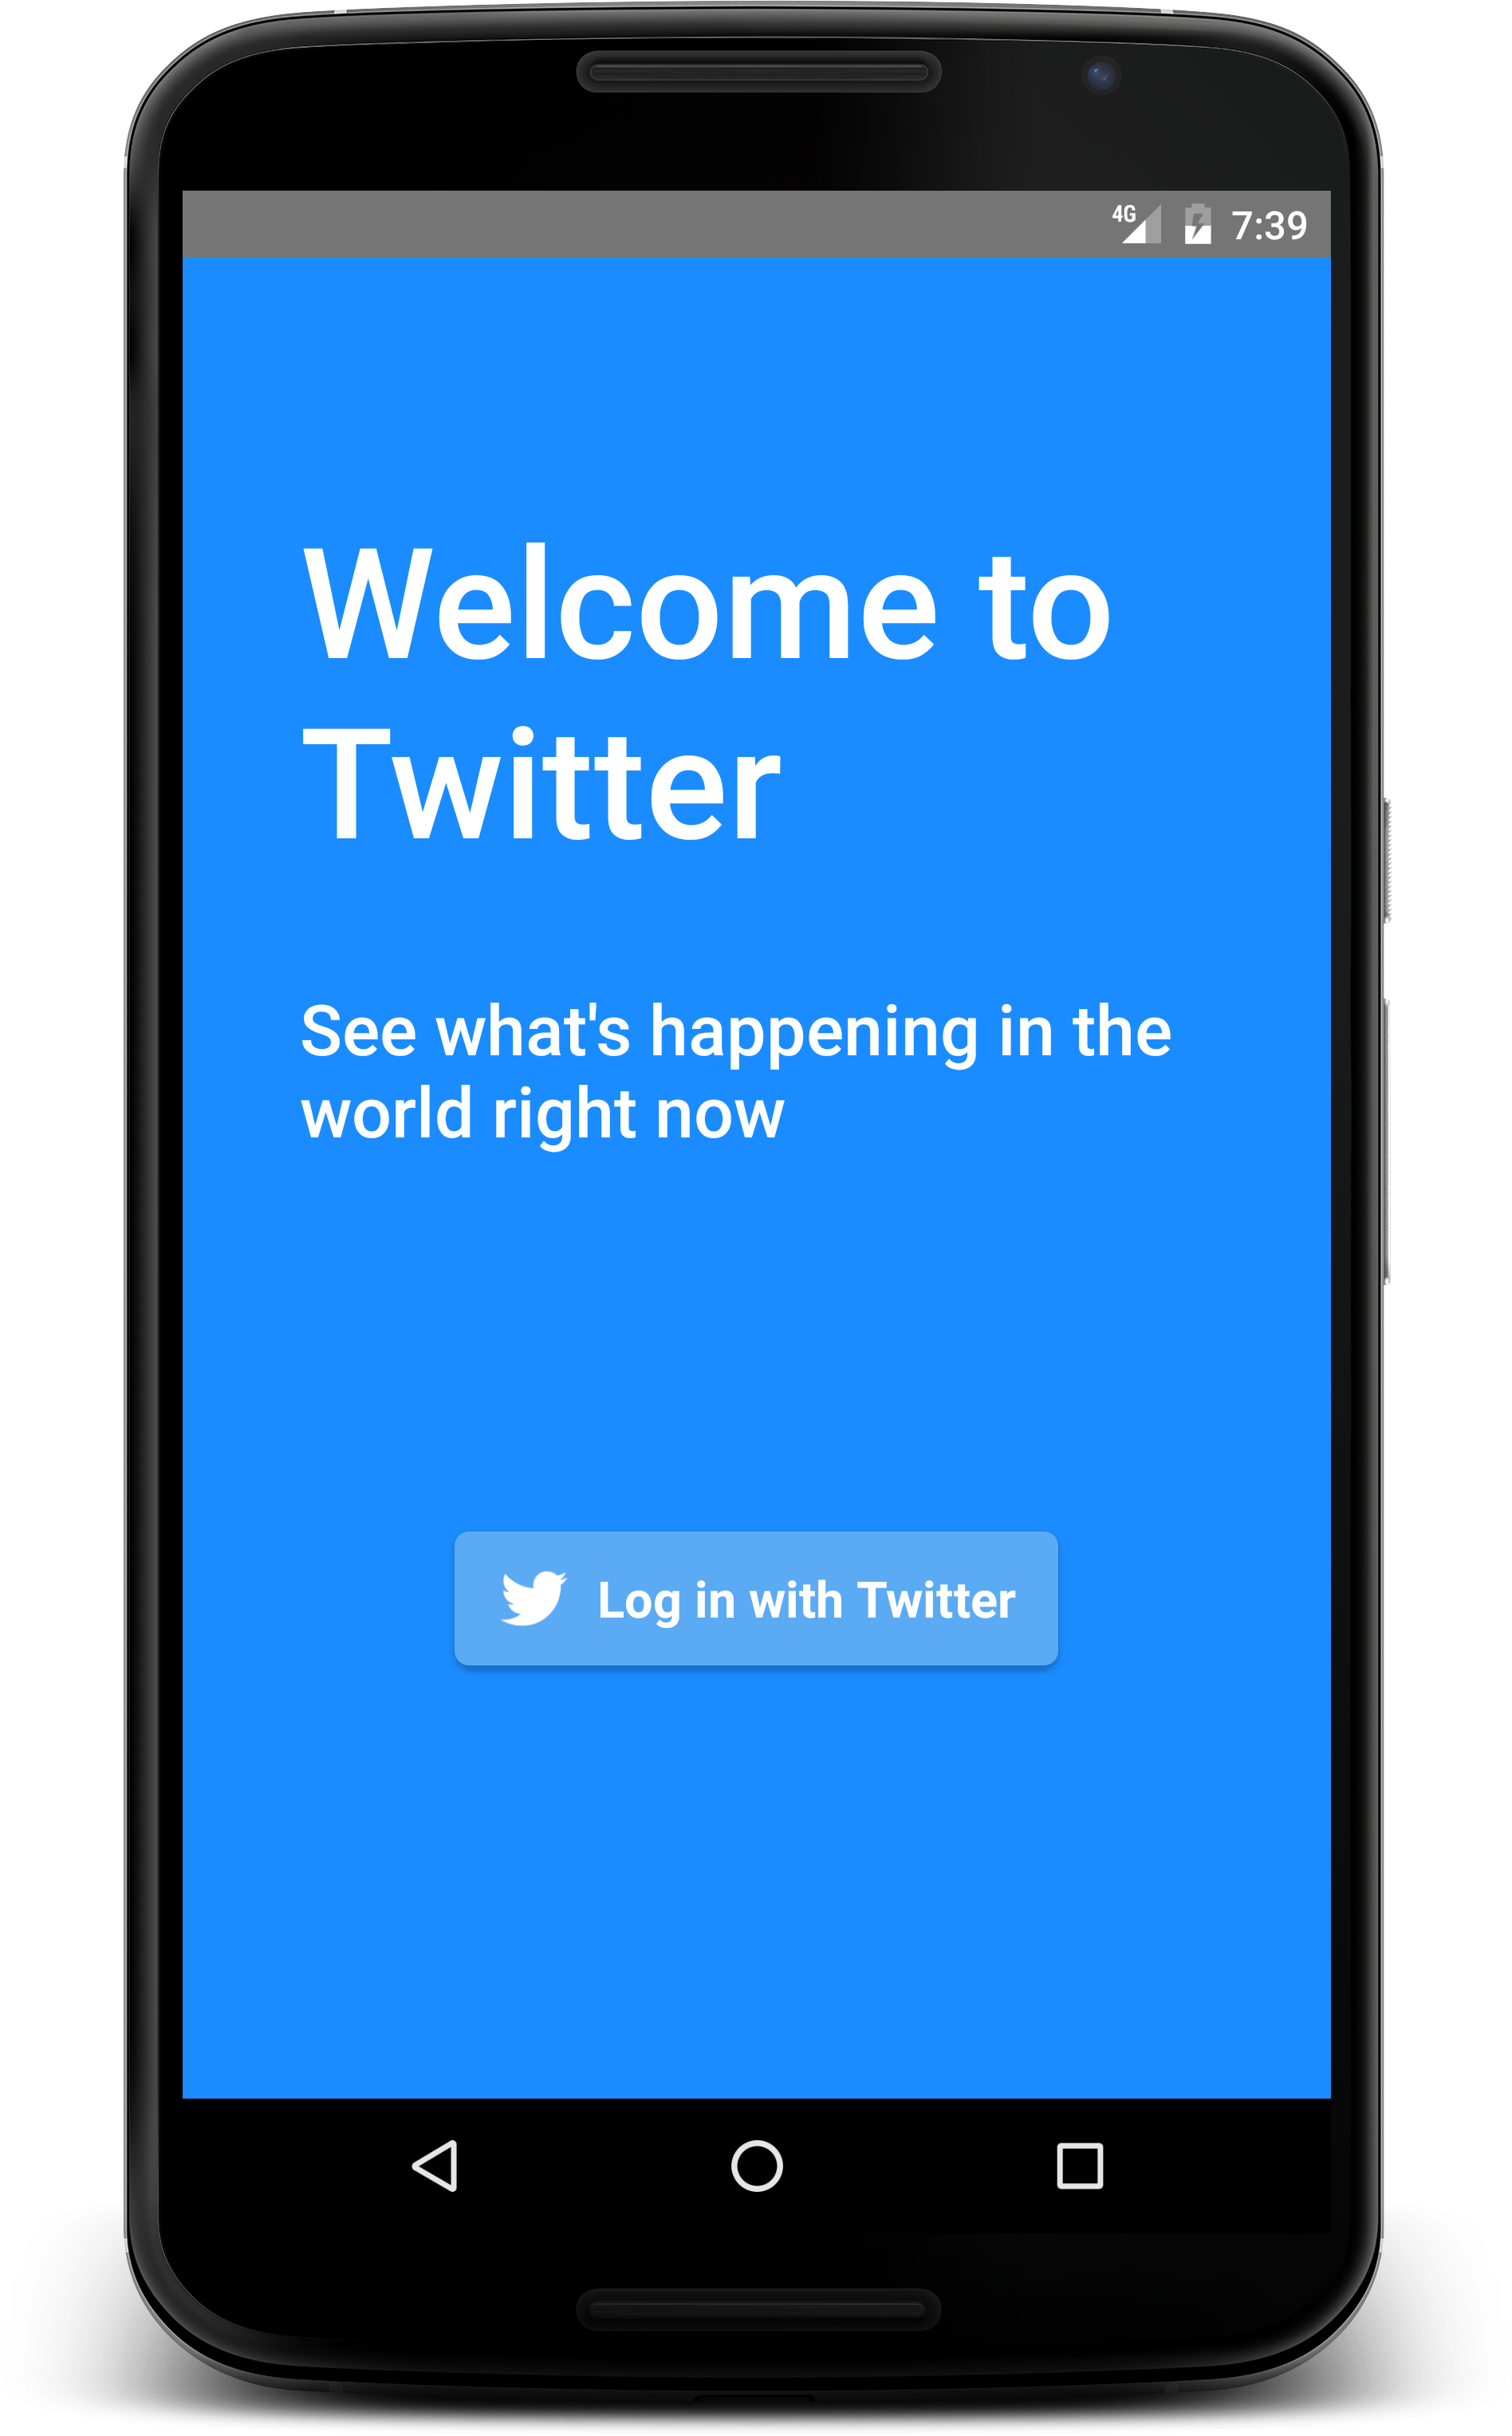 4G 7:39
Welcome to
Twitter
See what's happening in the
world right now
Log in with Twitter